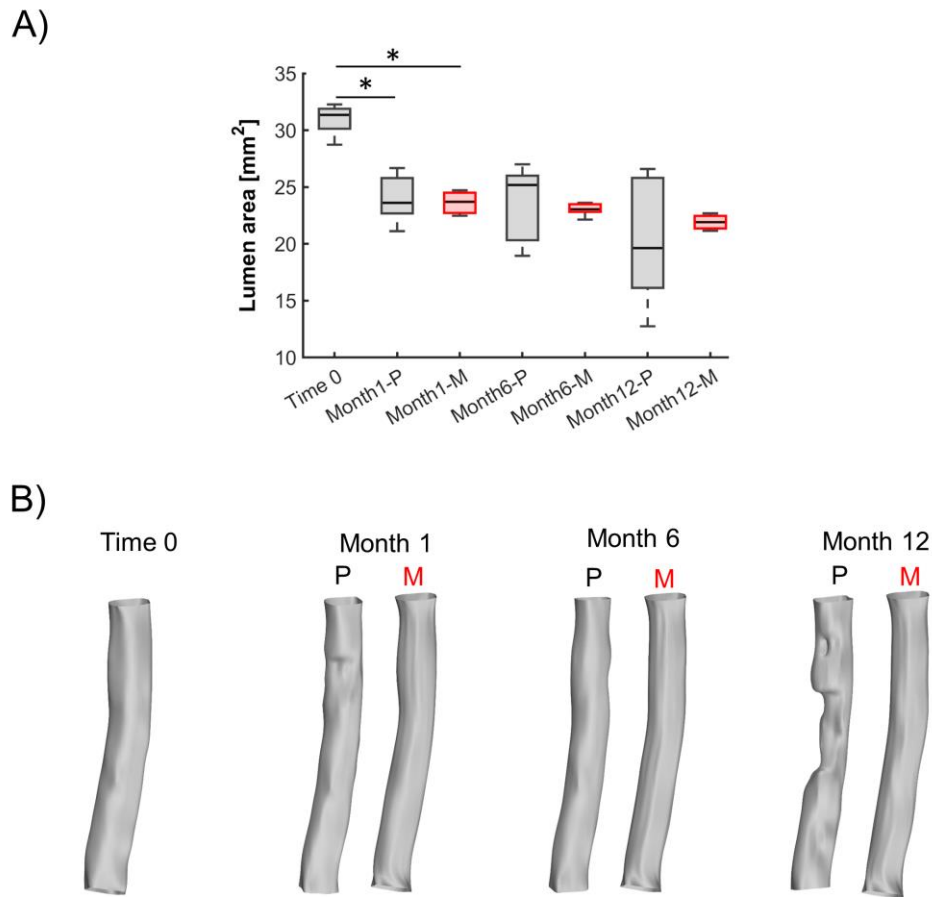 A)
*
*
35
30
25
20
15
10
Lumen area [mm²]
Time 0
Month1-P
Month1-M
Month6-P
Month6-M
Month12-P
Month12-M
B)
Time 0
Month 1
P M
Month 6
P M
Month 12
P M